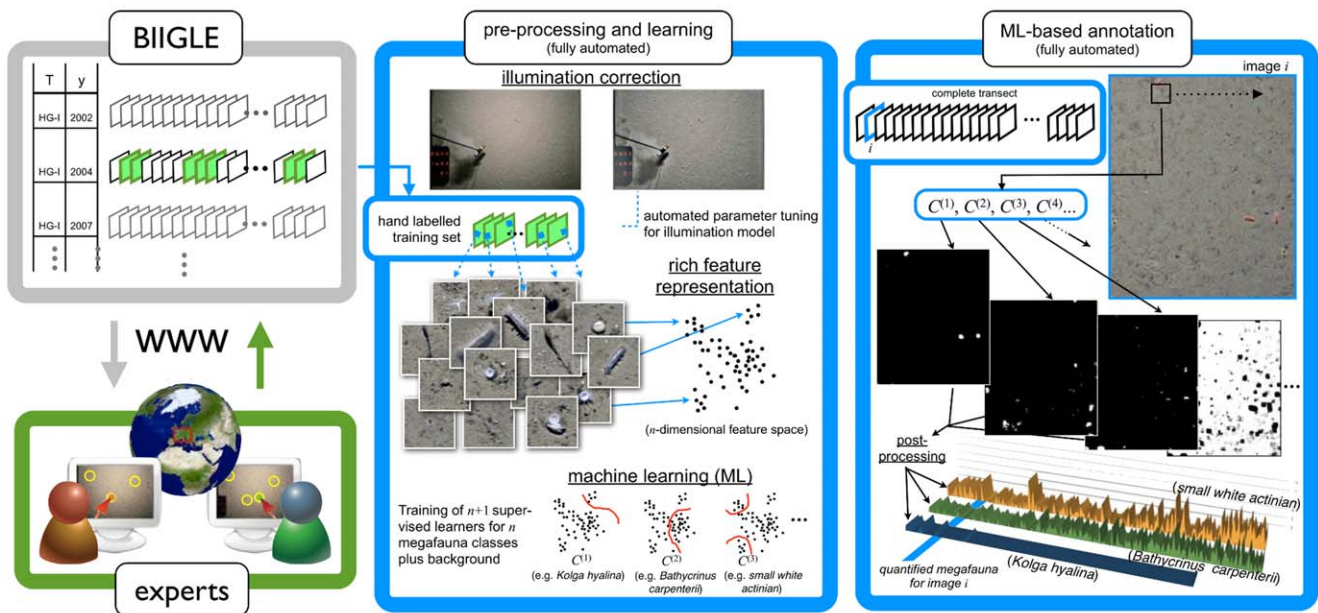 BIIGLE
T y
HG-I 2002
HG-I 2004
HG-I 2007
WWW
experts
pre-processing and learning
(fully automated)
illumination correction
hand labelled
training set
automated parameter tuning
for illumination model
rich feature
representation
(n-dimensional feature space)
machine learning (ML)
Training of n+1 super-
vised learners for n
megafauna classes
plus background
C(1)
(e.g. Kolga hyalina)
C(2)
(e.g. Bathycrinus
carpenterii)
C(3)
(e.g. small white
actinian)
ML-based annotation
(fully automated)
image i
complete transect
i
C(1), C(2), C(3), C(4)...
post-
processing
(small white actinian)
(Bathycrinus carpenterii)
(Kolga hyalina)
quantified megafauna
for image i